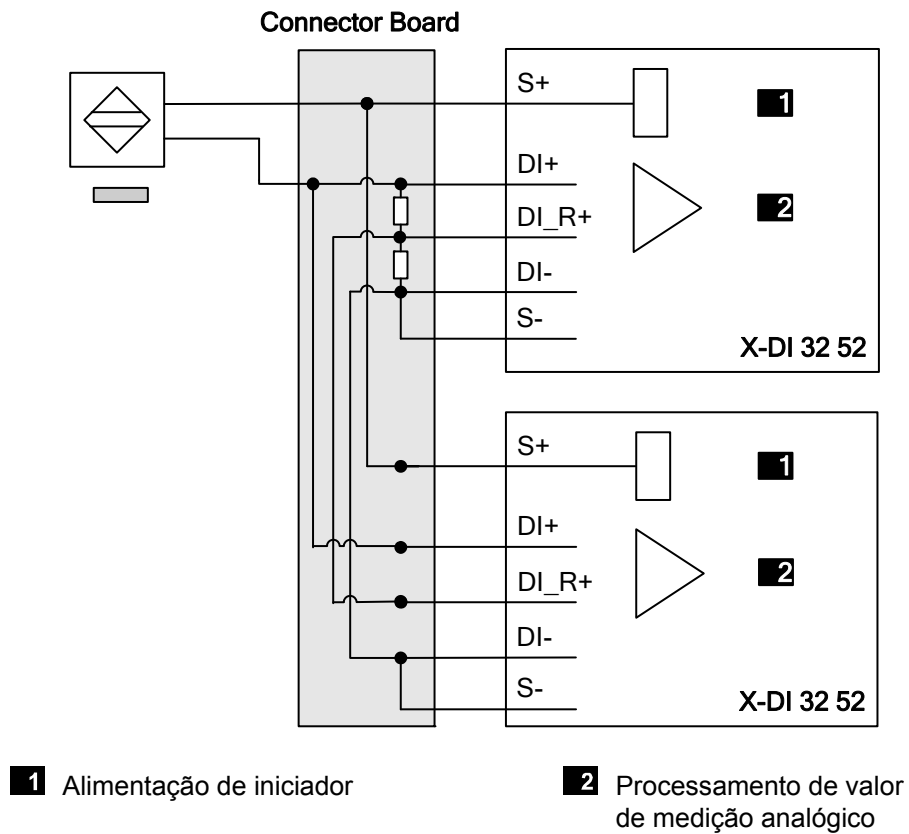 Connector Board
S+
1
DI+
DI_R+
2
DI-
S-
X-DI 32 52
S+
1
DI+
DI_R+
2
DI-
S-
X-DI 32 52
1 Alimentação de iniciador
2 Processamento de valor
de medição analógico